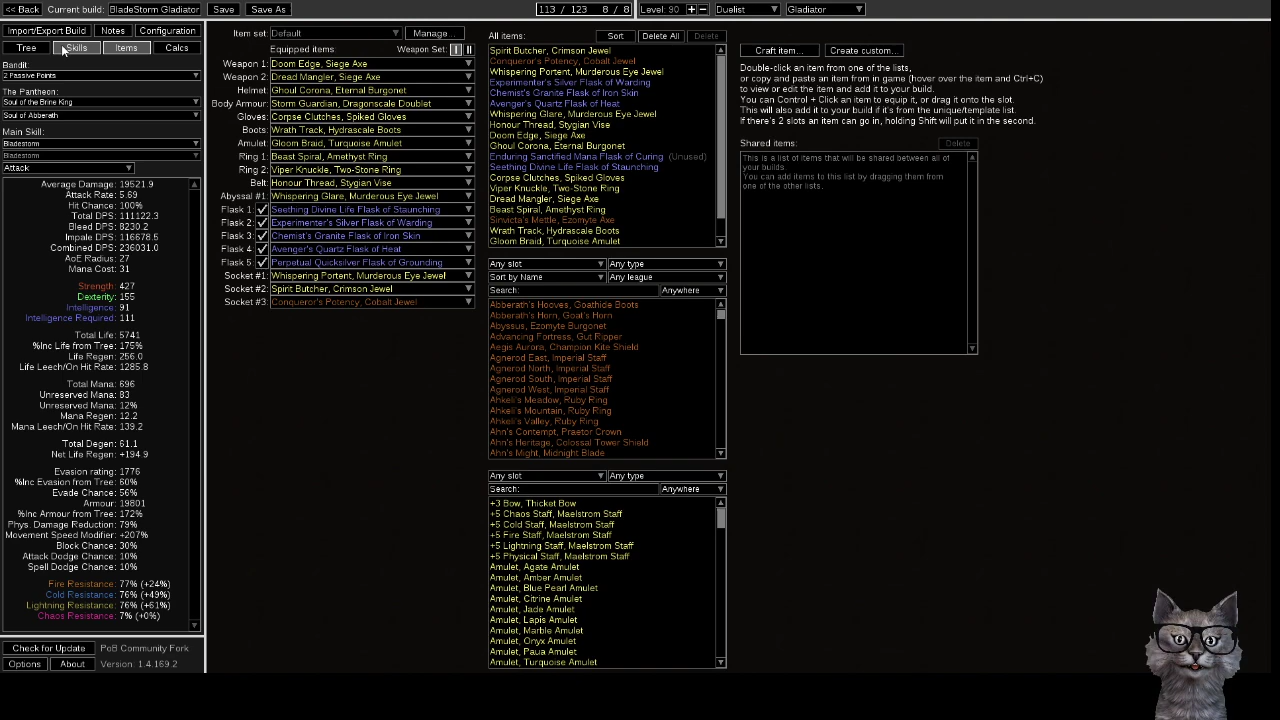 << Back Current build: BladeStorm Gladiator Save Save As 113 / 123 8 / 8 Level: 90 + - Duelist Gladiator
Import/Export Build Notes Configuration
Tree Skills Items Calcs
Bandit:
2 Passive Points
The Pantheon:
Soul of the Brine King
Soul of Abberath
Main Skill:
Bladestorm
Bladestorm
Attack
Average Damage: 19521.9
Attack Rate: 5.69
Hit Chance: 100%
Total DPS: 111122.3
Bleed DPS: 8230.2
Impale DPS: 116678.5
Combined DPS: 236031.0
AoE Radius: 27
Mana Cost: 31
Strength: 427
Dexterity: 155
Intelligence: 91
Intelligence Required: 111
Total Life: 5741
%Inc Life from Tree: 175%
Life Regen: 256.0
Life Leech/On Hit Rate: 1285.8
Total Mana: 696
Unreserved Mana: 83
Unreserved Mana: 12%
Mana Regen: 12.2
Mana Leech/On Hit Rate: 139.2
Total Degen: 61.1
Net Life Regen: +194.9
Evasion rating: 1776
%Inc Evasion from Tree: 60%
Evade Chance: 56%
Armour: 19801
%Inc Armour from Tree: 172%
Phys. Damage Reduction: 79%
Movement Speed Modifier: +207%
Block Chance: 30%
Attack Dodge Chance: 10%
Spell Dodge Chance: 10%
Fire Resistance: 77% (+24%)
Cold Resistance: 76% (+49%)
Lightning Resistance: 76% (+61%)
Chaos Resistance: 7% (+0%)
Check for Update PoB Community Fork
Options About Version: 1.4.169.2
Item set: Default Manage...
Equipped items: Weapon Set: I II
Weapon 1: Doom Edge, Siege Axe
Weapon 2: Dread Mangler, Siege Axe
Helmet: Ghoul Corona, Eternal Burgonet
Body Armour: Storm Guardian, Dragonscale Doublet
Gloves: Corpse Clutches, Spiked Gloves
Boots: Wrath Track, Hydrascale Boots
Amulet: Gloam Braid, Turquoise Amulet
Ring 1: Beast Spiral, Amethyst Ring
Ring 2: Viper Knuckle, Two-Stone Ring
Belt: Honour Thread, Stygian Vise
Abyssal #1: Whispering Glare, Murderous Eye Jewel
Flask 1: Seething Divine Life Flask of Staunching
Flask 2: Experimenter's Silver Flask of Warding
Flask 3: Chemist's Granite Flask of Iron Skin
Flask 4: Avenger's Quartz Flask of Heat
Flask 5: Perpetual Quicksilver Flask of Grounding
Socket #1: Whispering Portent, Murderous Eye Jewel
Socket #2: Spirit Butcher, Crimson Jewel
Socket #3: Conqueror's Potency, Cobalt Jewel
All items: Sort Delete All Delete
Spirit Butcher, Crimson Jewel
Conqueror's Potency, Cobalt Jewel
Whispering Portent, Murderous Eye Jewel
Experimenter's Silver Flask of Warding
Chemist's Granite Flask of Iron Skin
Avenger's Quartz Flask of Heat
Whispering Glare, Murderous Eye Jewel
Honour Thread, Stygian Vise
Doom Edge, Siege Axe
Ghoul Corona, Eternal Burgonet
Enduring Sanctified Mana Flask of Curing (Unused)
Seething Divine Life Flask of Staunching
Corpse Clutches, Spiked Gloves
Viper Knuckle, Two-Stone Ring
Dread Mangler, Siege Axe
Beast Spiral, Amethyst Ring
Sinvicta's Mettle, Ezomyte Axe
Wrath Track, Hydrascale Boots
Gloom Braid, Turquoise Amulet
Any slot Any type
Sort by Name Any league
Search: Anywhere
Abberath's Hooves, Goathide Boots
Abberath's Horn, Goat's Horn
Abyssus, Ezomyte Burgonet
Advancing Fortress, Gut Ripper
Aegis Aurora, Champion Kite Shield
Agnerod East, Imperial Staff
Agnerod North, Imperial Staff
Agnerod South, Imperial Staff
Agnerod West, Imperial Staff
Ahkeli's Meadow, Ruby Ring
Ahkeli's Mountain, Ruby Ring
Ahkeli's Valley, Ruby Ring
Ahn's Contempt, Praetor Crown
Ahn's Heritage, Colossal Tower Shield
Ahn's Might, Midnight Blade
Any slot Any type
Search: Anywhere
+3 Bow, Thicket Bow
+5 Chaos Staff, Maelstrom Staff
+5 Cold Staff, Maelstrom Staff
+5 Fire Staff, Maelstrom Staff
+5 Lightning Staff, Maelstrom Staff
+5 Physical Staff, Maelstrom Staff
Amulet, Agate Amulet
Amulet, Amber Amulet
Amulet, Blue Pearl Amulet
Amulet, Citrine Amulet
Amulet, Jade Amulet
Amulet, Lapis Amulet
Amulet, Marble Amulet
Amulet, Onyx Amulet
Amulet, Paua Amulet
Amulet, Turquoise Amulet
Craft item... Create custom...
Double-click an item from one of the lists,
or copy and paste an item from in game (hover over the item and Ctrl+C)
to view or edit the item and add it to your build.
You can Control + Click an item to equip it, or drag it onto the slot.
This will also add it to your build if it's from the unique/template list.
If there's 2 slots an item can go in, holding Shift will put it in the second.
Shared items: Delete
This is a list of items that will be shared between all of
your builds
You can add items to this list by dragging them from
one of the other lists.